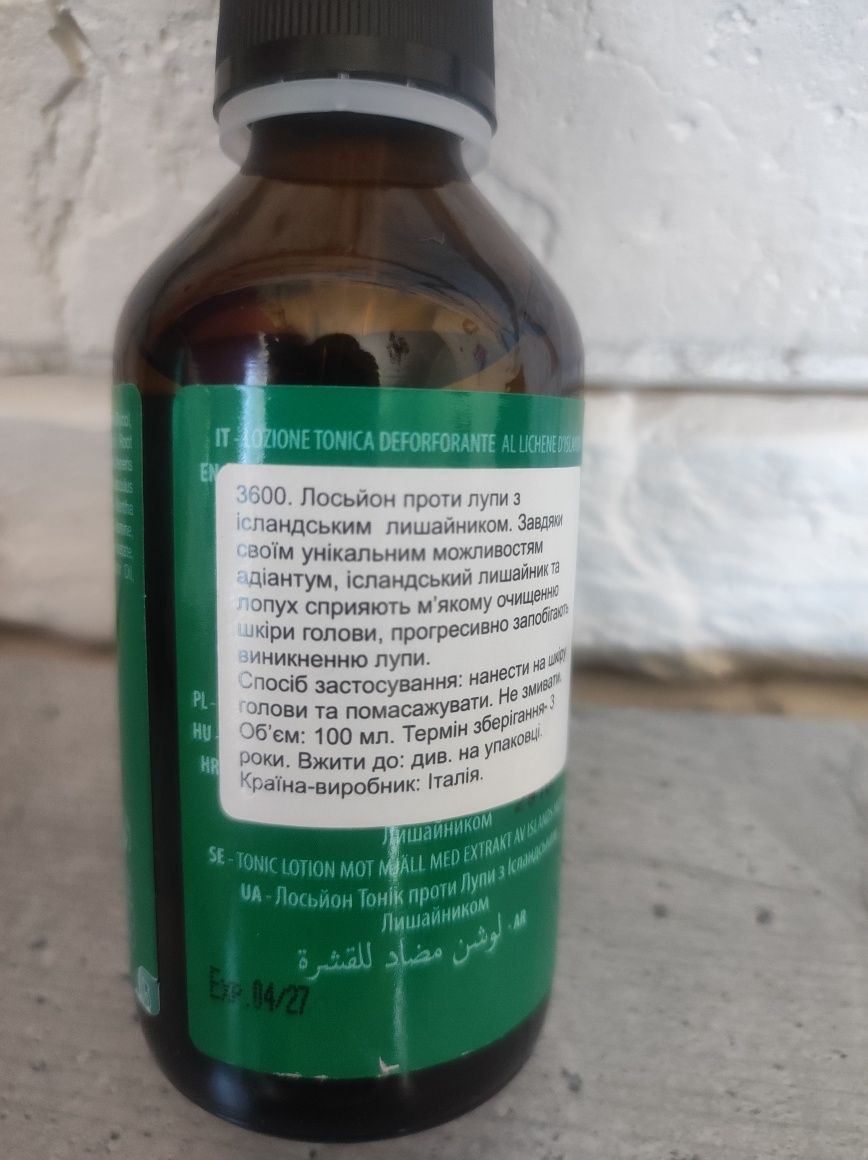 IT - LOZIONE TONICA DEFORFORANTE AL LICHENE
EN
3600. Лосьйон проти лупи з
ісландським лишайником. Завдяки
своїм унікальним можливостям
адіантум, ісландський лишайник та
лопух сприяють м'якому очищенню
шкіри голови, прогресивно запобігають
виникненню лупи.
Спосіб застосування: нанести на шкіру
голови та помасажувати. Не змивати.
Об'єм: 100 мл. Термін зберігання- 3
роки. Вжити до: див. на упаковці.
Країна-виробник: Італія.
PL -
HU -
HR
Лишайником
SE - TONIC LOTION MOT MJÄLL MED EXTRAKT AV
UA - Лосьйон Тонік проти Лупи з Ісландським
Лишайником
AR - لوشن مضاد للقشرة
Exp. 04/27